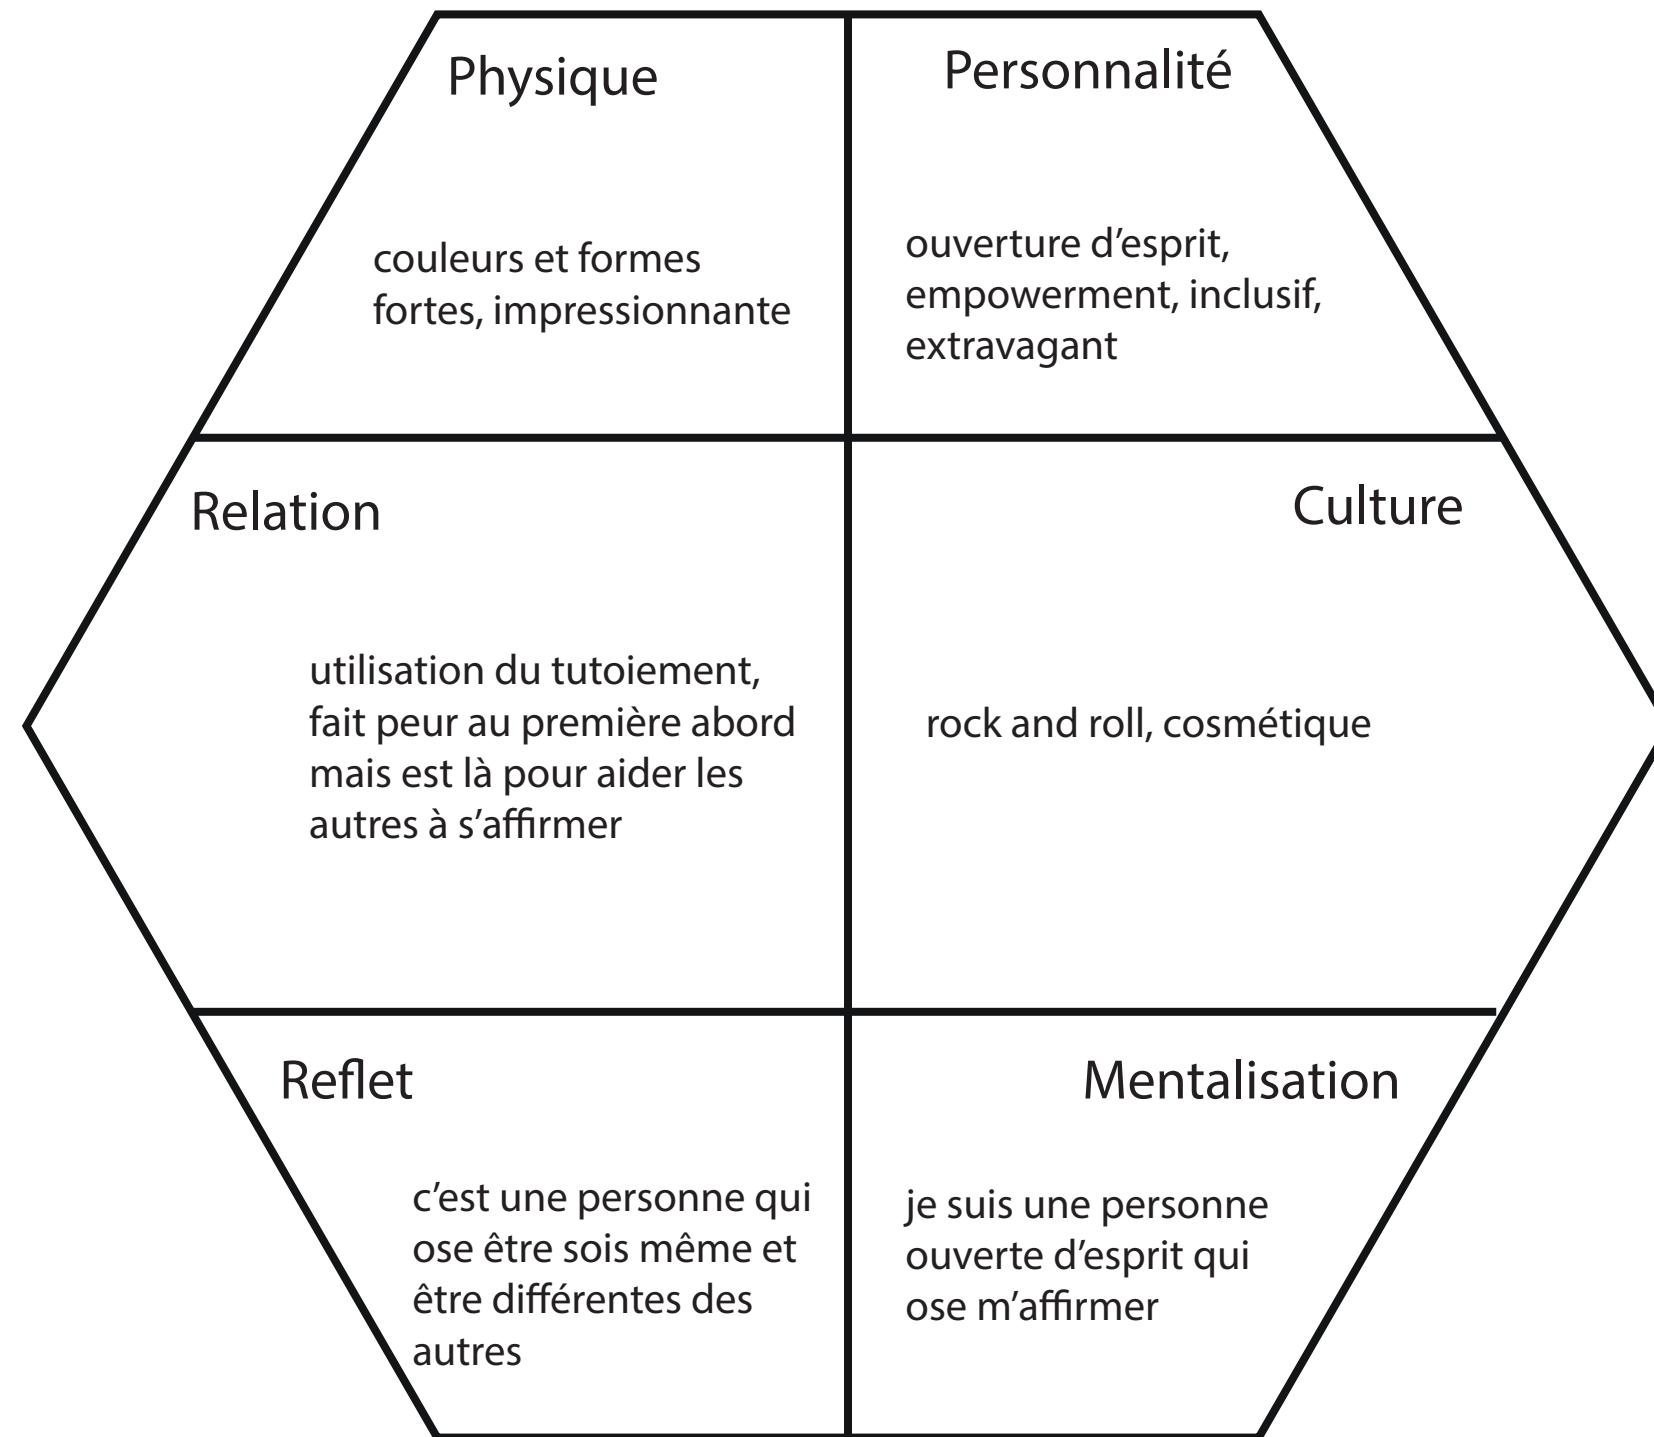 Physique
couleurs et formes
fortes, impressionnante
Personnalité
ouverture d’esprit,
empowerment, inclusif,
extravagant
Relation
utilisation du tutoiement,
fait peur au première abord
mais est là pour aider les
autres à s’affirmer
Culture
rock and roll, cosmétique
Reflet
c’est une personne qui
ose être sois même et
être différentes des
autres
Mentalisation
je suis une personne
ouverte d’esprit qui
ose m’affirmer